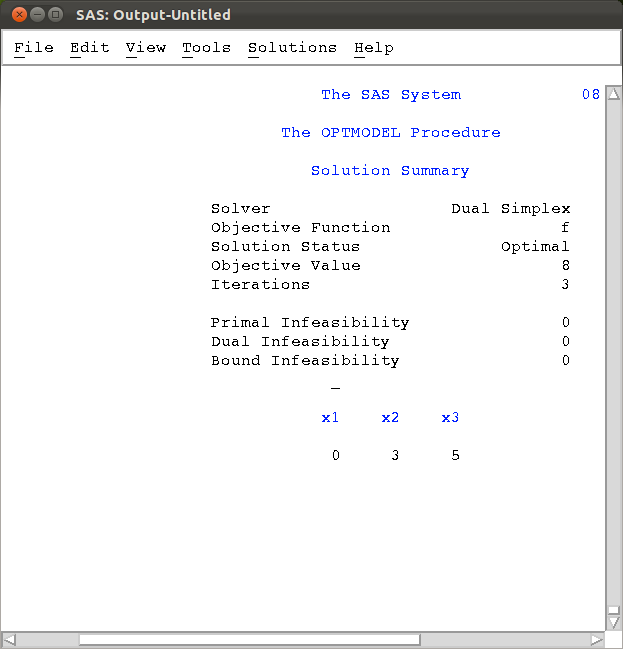 SAS: Output-Untitled
File Edit View Tools Solutions Help
The SAS System 08
The OPTMODEL Procedure
Solution Summary
Solver Dual Simplex
Objective Function f
Solution Status Optimal
Objective Value 8
Iterations 3
Primal Infeasibility 0
Dual Infeasibility 0
Bound Infeasibility 0
x1 x2 x3
0 3 5